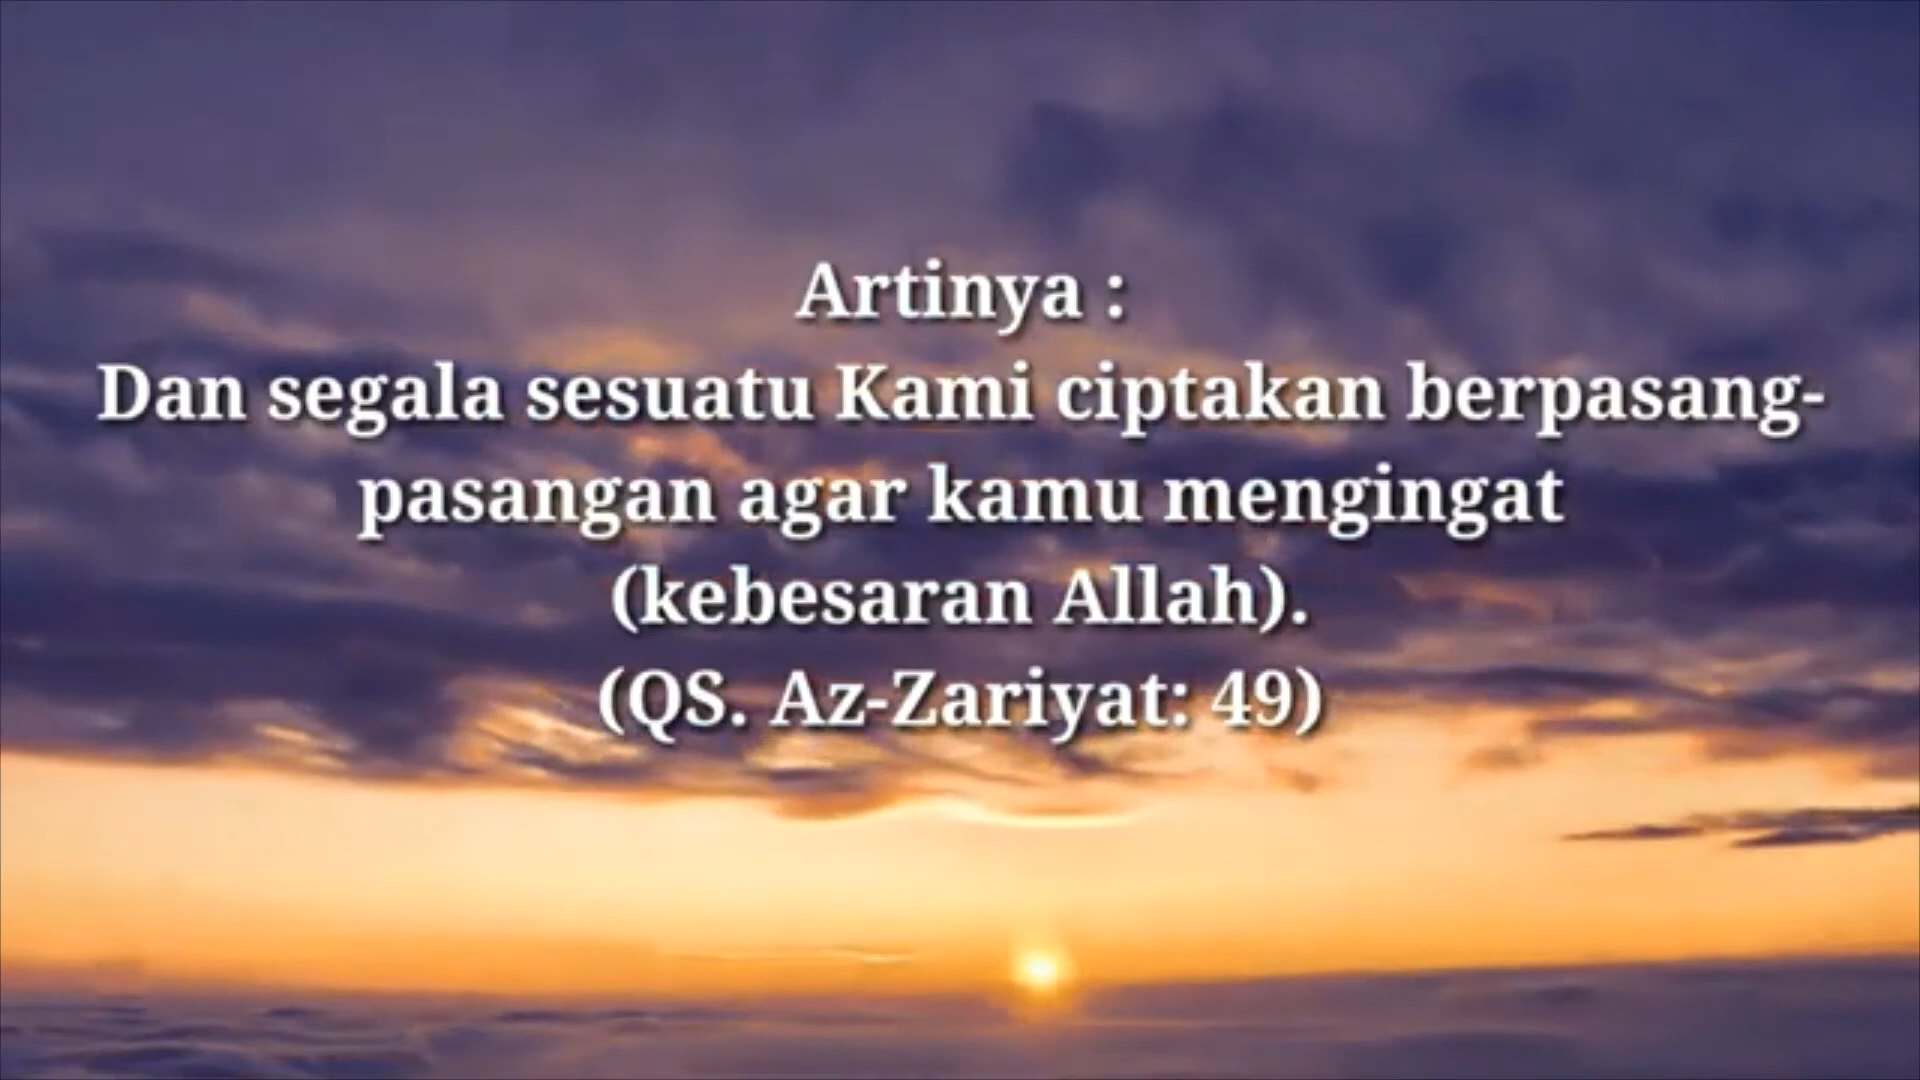 Artinya :
Dan segala sesuatu Kami ciptakan berpasang-
pasangan agar kamu mengingat
(kebesaran Allah).
(QS. Az-Zariyat: 49)